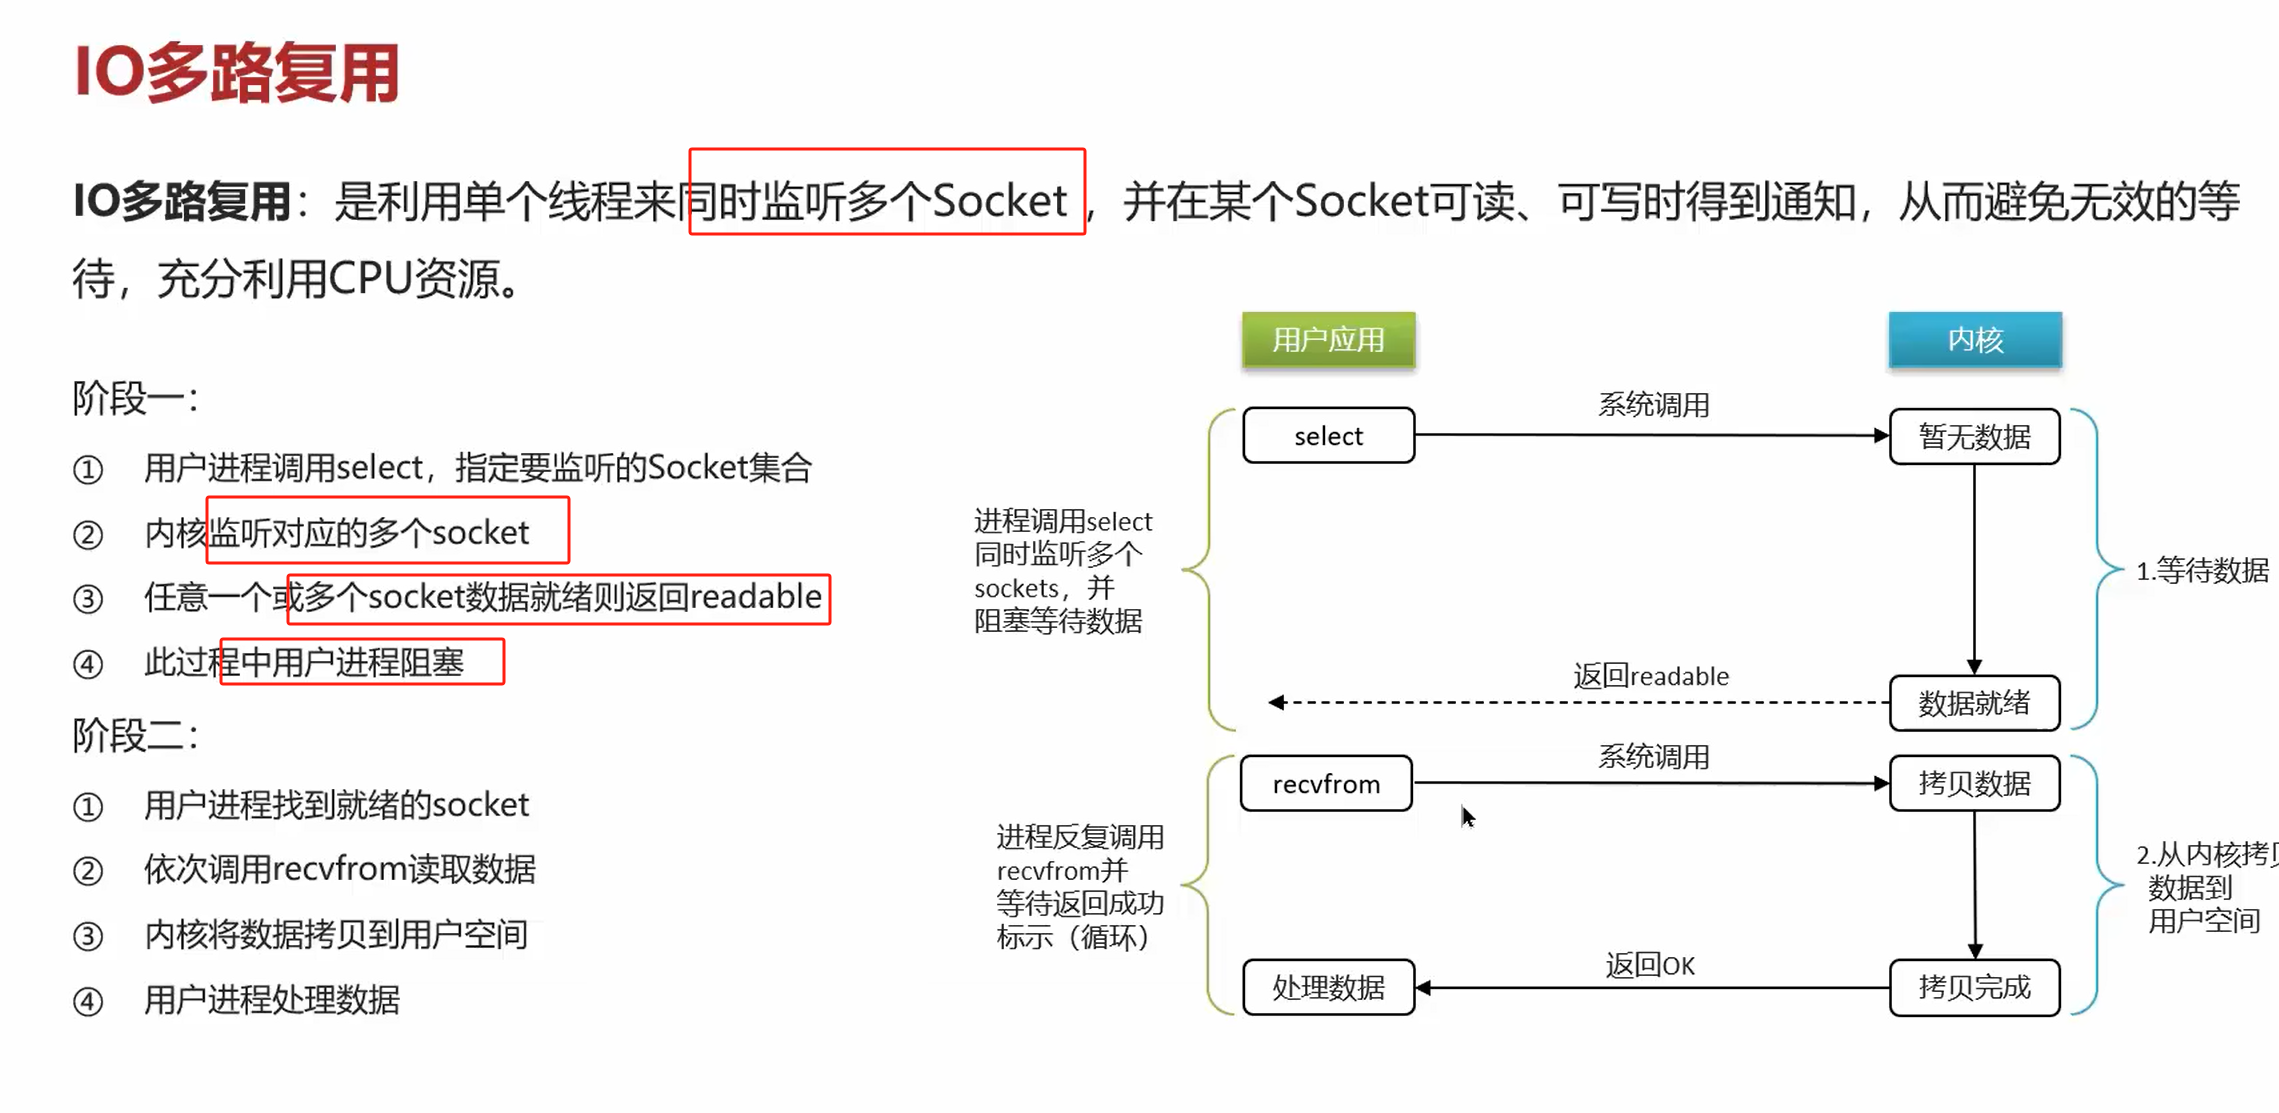 IO多路复用
IO多路复用：是利用单个线程来同时监听多个Socket，并在某个Socket可读、可写时得到通知，从而避免无效的等
待，充分利用CPU资源。
阶段一：
① 用户进程调用select，指定要监听的Socket集合
② 内核监听对应的多个socket
③ 任意一个或多个socket数据就绪则返回readable
④ 此过程中用户进程阻塞
阶段二：
① 用户进程找到就绪的socket
② 依次调用recvfrom读取数据
③ 内核将数据拷贝到用户空间
④ 用户进程处理数据
用户应用
内核
select
系统调用
暂无数据
进程调用select
同时监听多个
sockets，并
阻塞等待数据
1.等待数据
返回readable
数据就绪
recvfrom
系统调用
拷贝数据
进程反复调用
recvfrom并
等待返回成功
标示（循环）
2.从内核拷贝
数据到
用户空间
处理数据
返回OK
拷贝完成